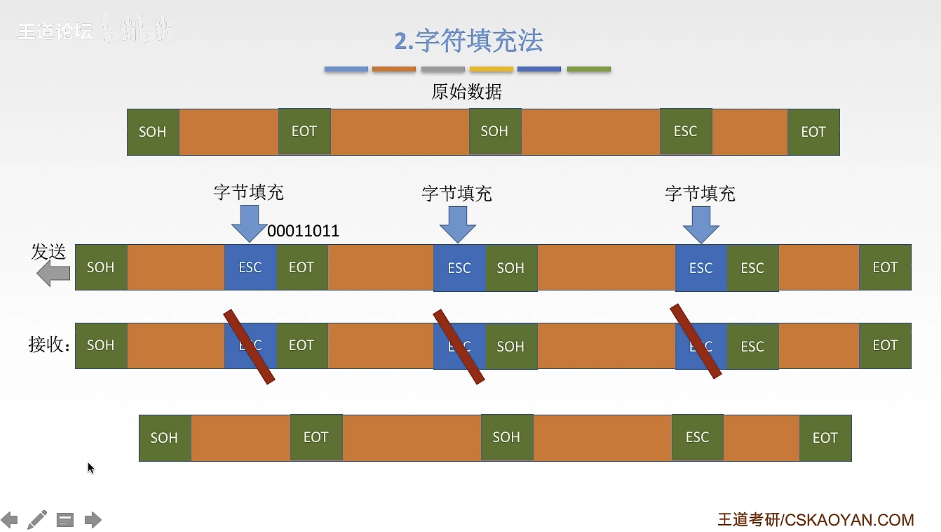 王道论坛
2.字符填充法
原始数据
SOH EOT SOH ESC EOT
字节填充 字节填充 字节填充
00011011
发送
SOH ESC EOT ESC SOH ESC ESC EOT
接收: SOH ESC EOT ESC SOH ESC ESC EOT
SOH EOT SOH ESC EOT
王道考研/CSKAOYAN.COM